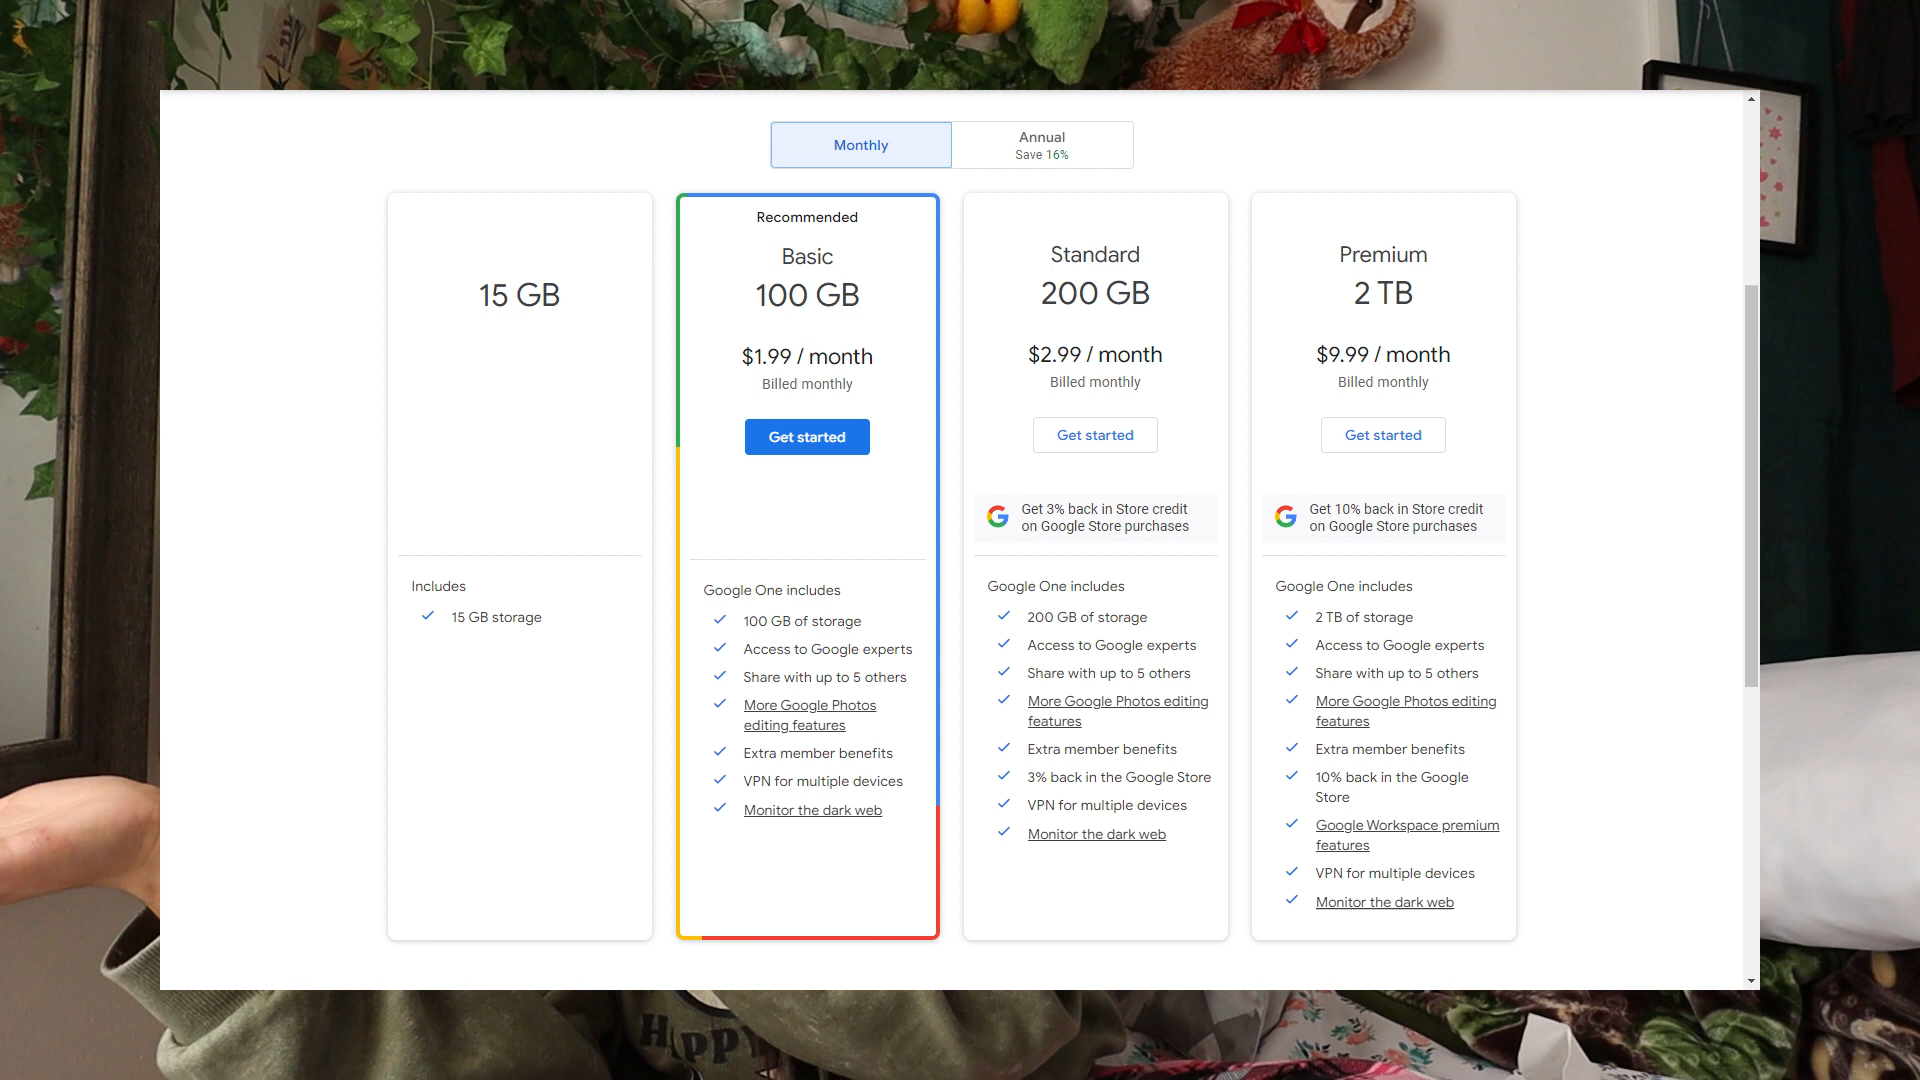 Monthly
Annual
Save 16%
15 GB
Includes
15 GB storage
Recommended
Basic
100 GB
$1.99 / month
Billed monthly
Get started
Google One includes
100 GB of storage
Access to Google experts
Share with up to 5 others
More Google Photos
editing features
Extra member benefits
VPN for multiple devices
Monitor the dark web
Standard
200 GB
$2.99 / month
Billed monthly
Get started
Get 3% back in Store credit
on Google Store purchases
Google One includes
200 GB of storage
Access to Google experts
Share with up to 5 others
More Google Photos editing
features
Extra member benefits
3% back in the Google Store
VPN for multiple devices
Monitor the dark web
Premium
2 TB
$9.99 / month
Billed monthly
Get started
Get 10% back in Store credit
on Google Store purchases
Google One includes
2 TB of storage
Access to Google experts
Share with up to 5 others
More Google Photos editing
features
Extra member benefits
10% back in the Google
Store
Google Workspace premium
features
VPN for multiple devices
Monitor the dark web
HAPPY